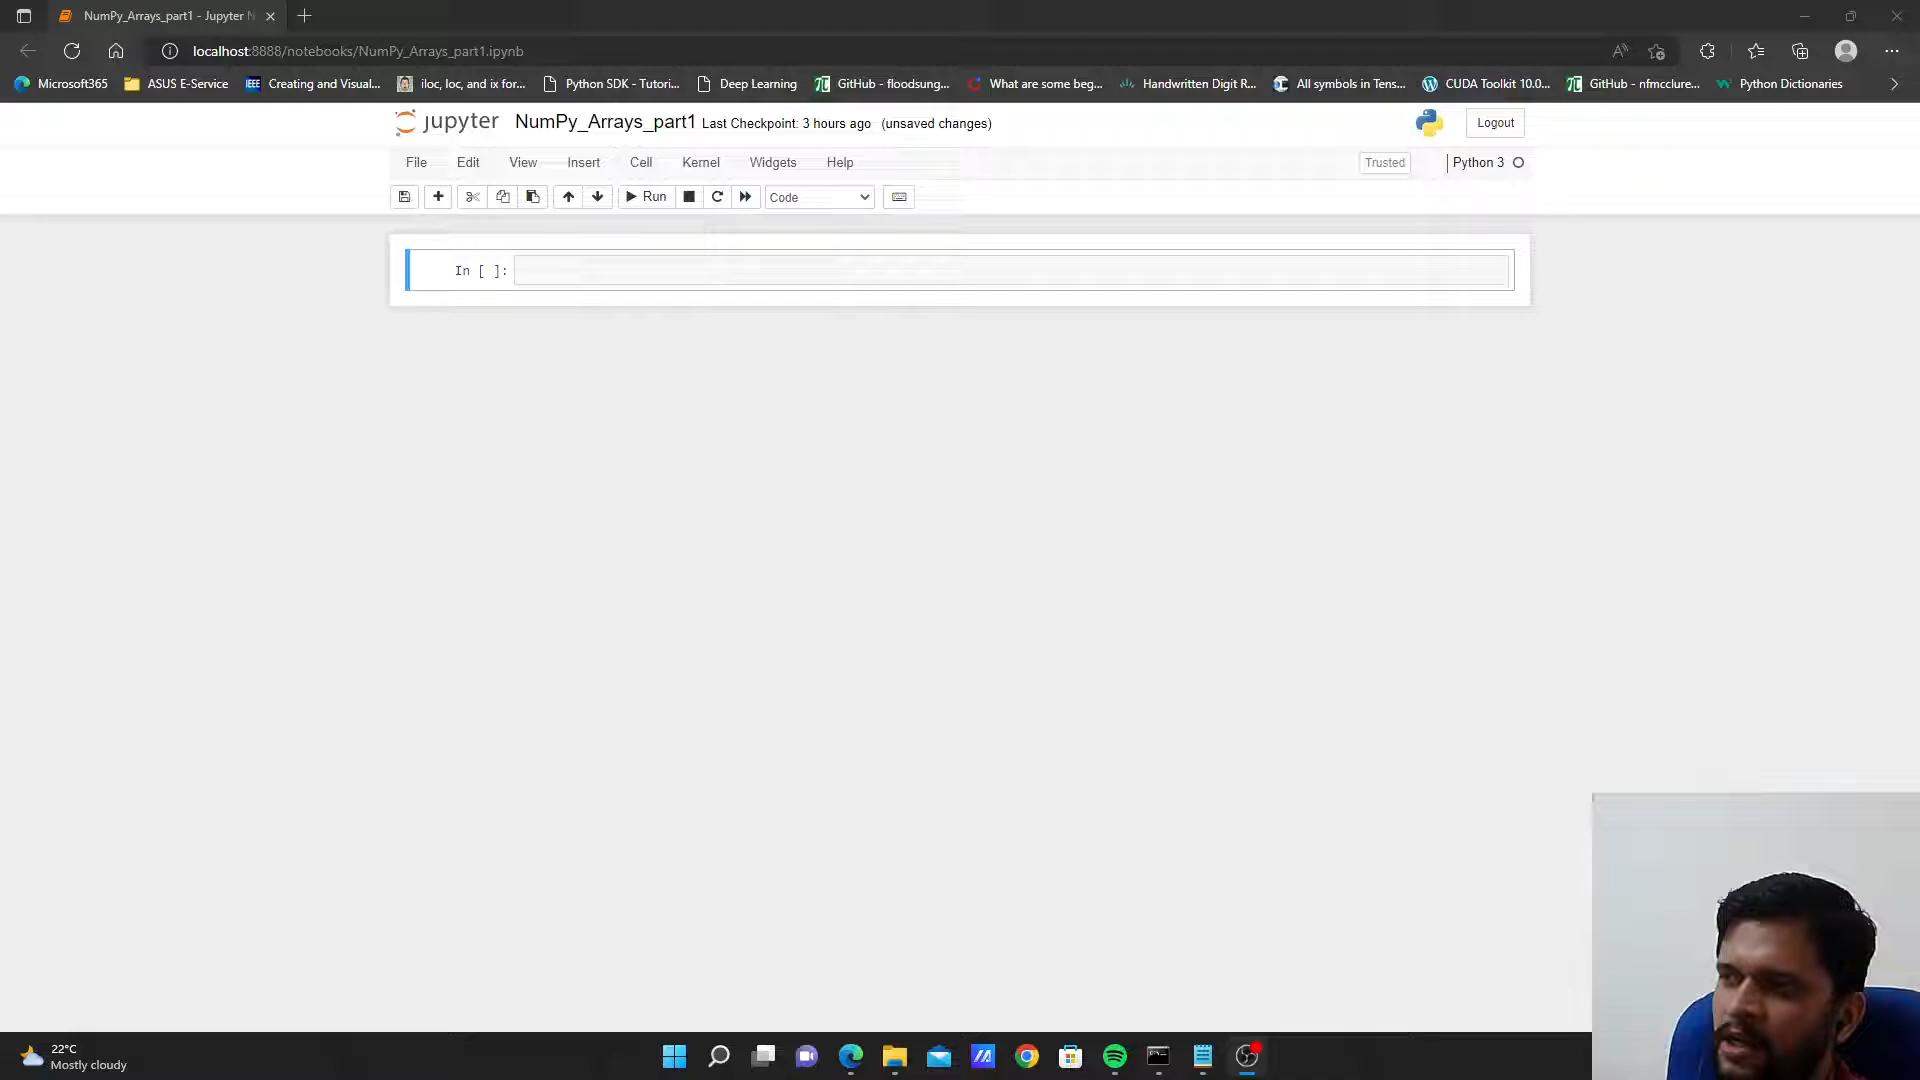 NumPy_Arrays_part1 - Jupyter N
localhost:8888/notebooks/NumPy_Arrays_part1.ipynb
Microsoft365 ASUS E-Service Creating and Visual... iloc, loc, and ix for... Python SDK - Tutori... Deep Learning GitHub - floodsung... What are some beg... Handwritten Digit R... All symbols in Tens... CUDA Toolkit 10.0... GitHub - nfmcclure... Python Dictionaries
jupyter NumPy_Arrays_part1 Last Checkpoint: 3 hours ago (unsaved changes) Logout
File Edit View Insert Cell Kernel Widgets Help Trusted Python 3
Run Code
In [ ]:
22°C
Mostly cloudy